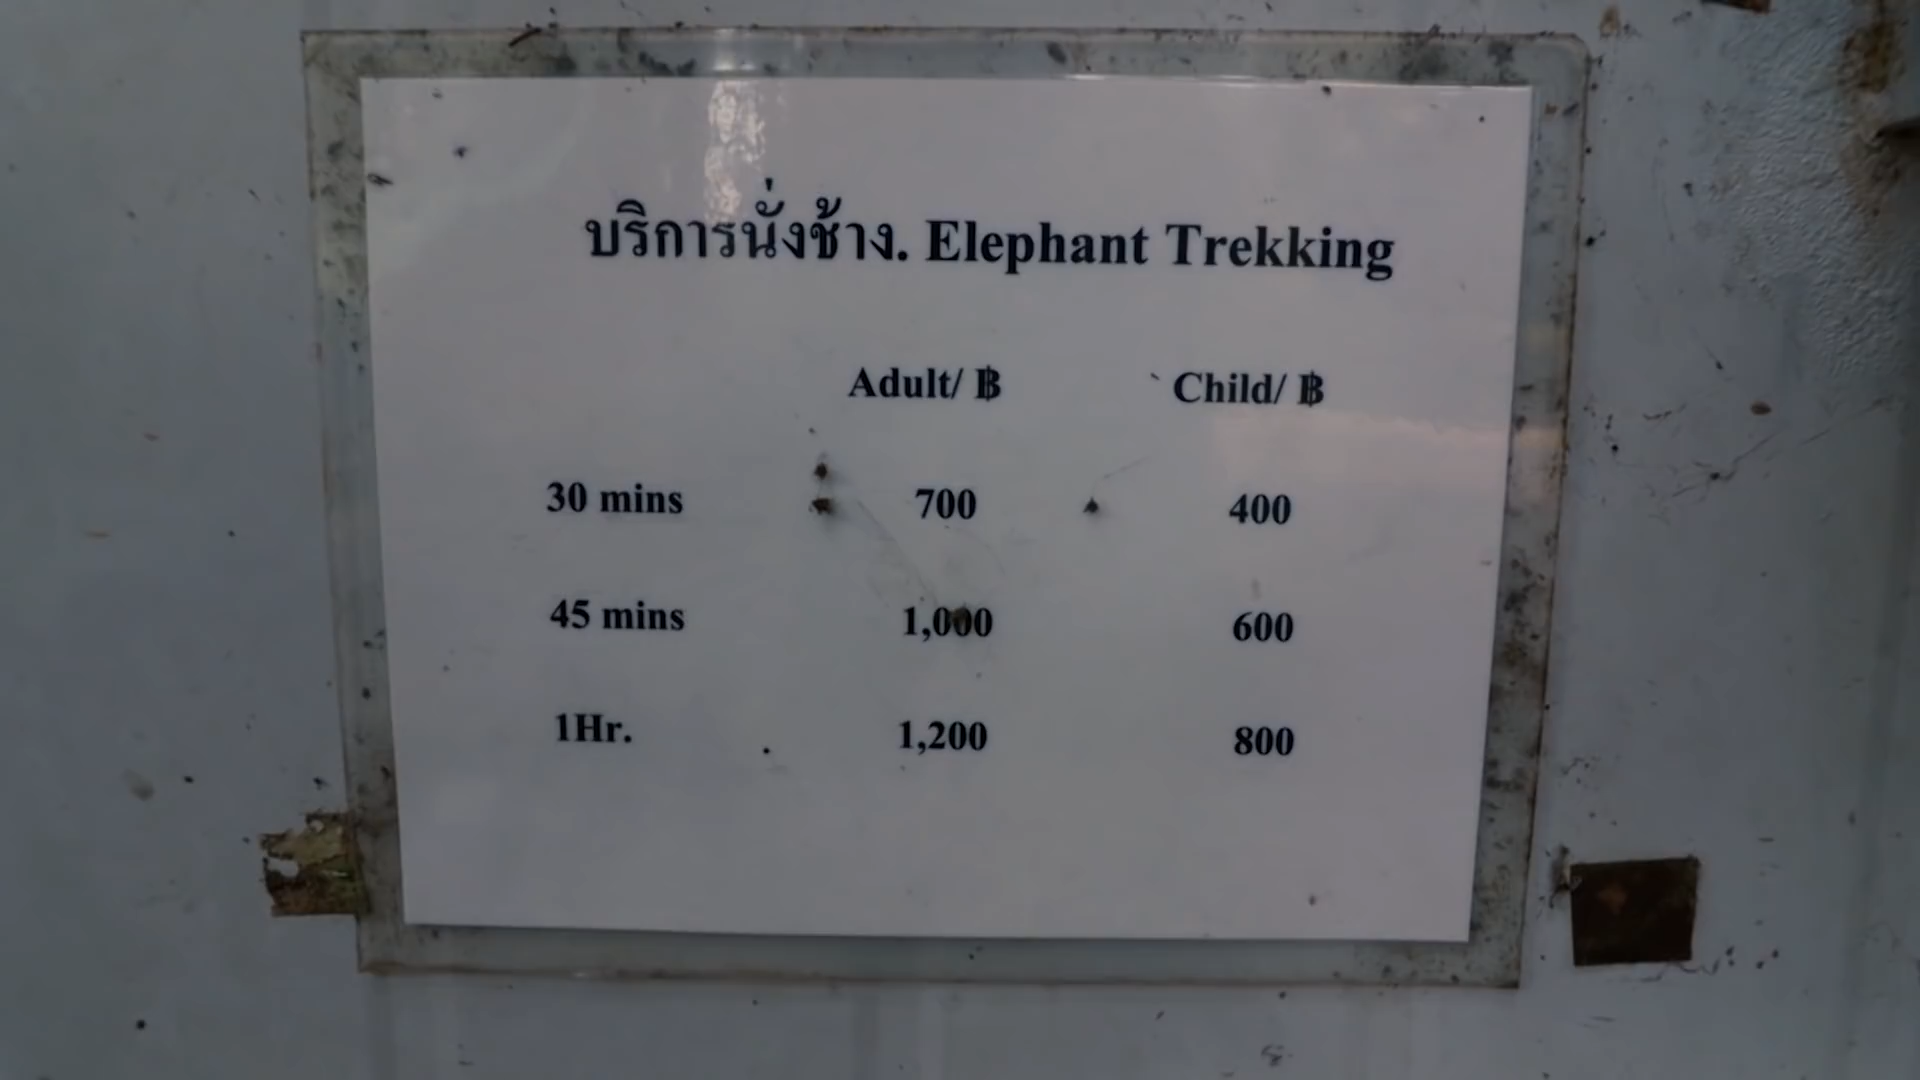 บริการนั่งช้าง. Elephant Trekking
Adult/ ฿ Child/ ฿
30 mins 700 400
45 mins 1,000 600
1Hr. 1,200 800